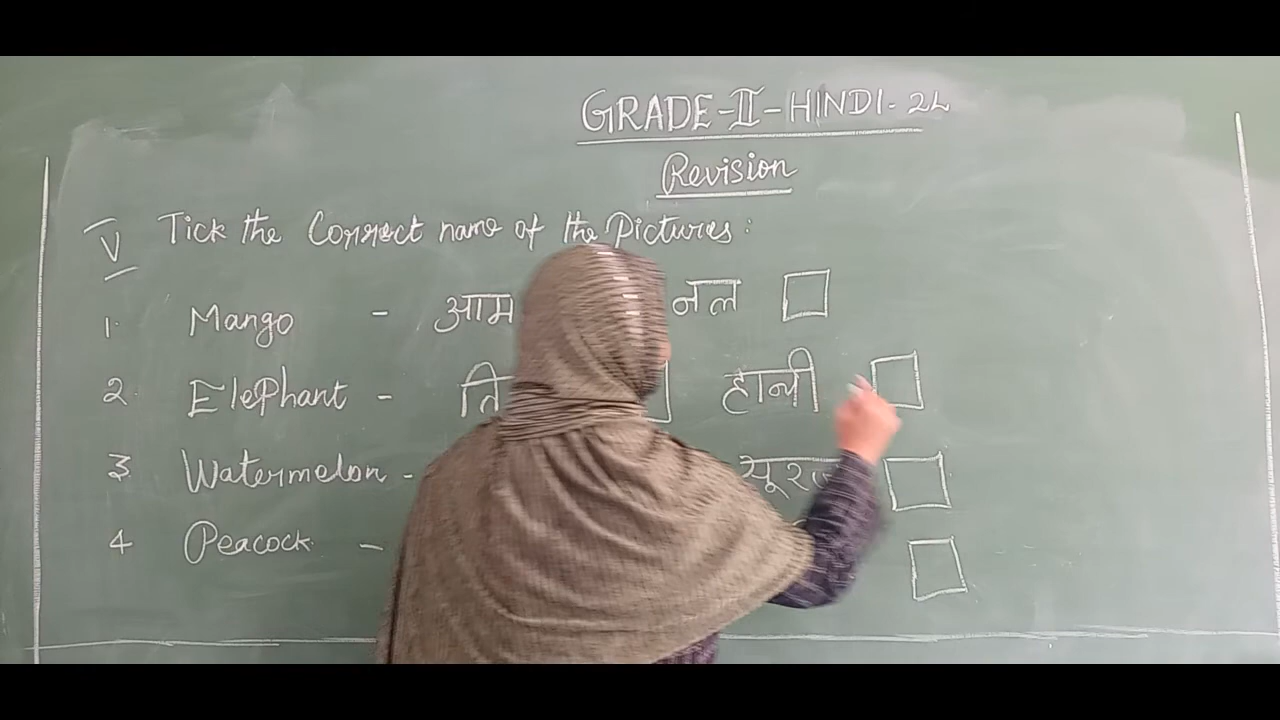 GRADE-II-HINDI-2L
Revision
V Tick the Correct name of the Pictures:
1. Mango - आम नल
2. Elephant - हाथी
3. Watermelon -
4 Peacock -